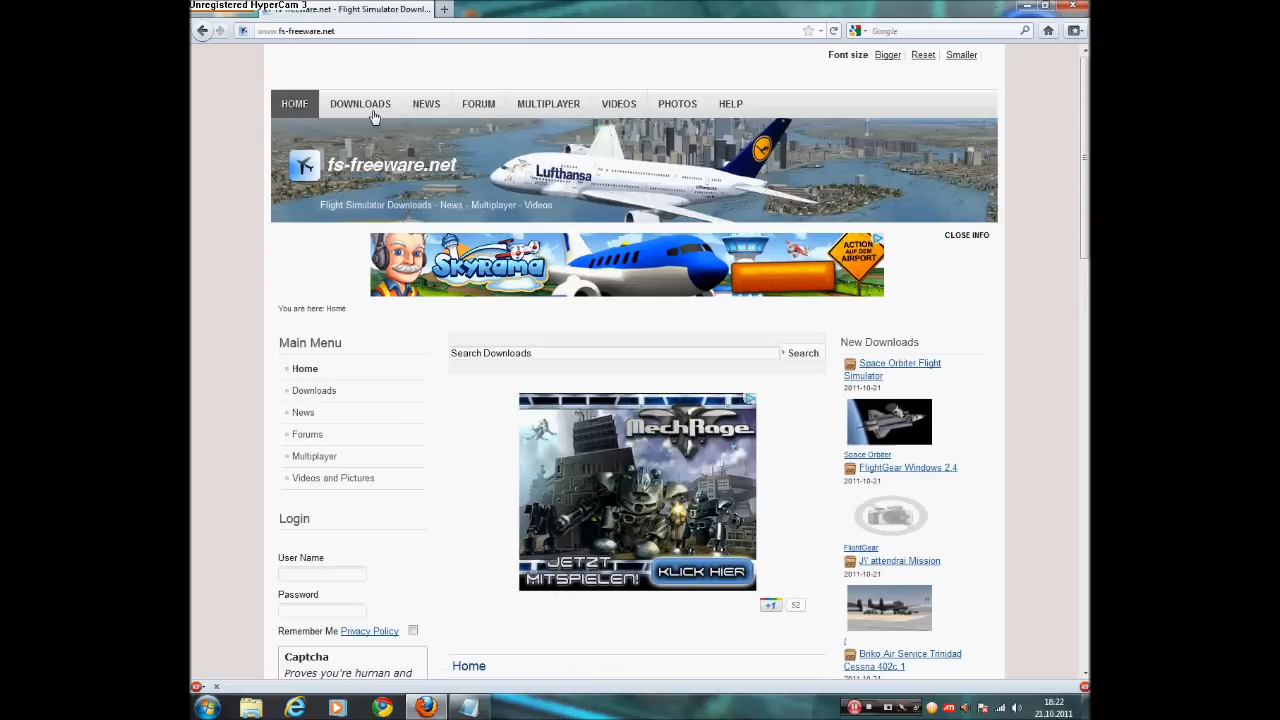 Unregistered HyperCam 3
fs-freeware.net - Flight Simulator Downl...
www.fs-freeware.net
Google
Font size Bigger Reset Smaller
HOME DOWNLOADS NEWS FORUM MULTIPLAYER VIDEOS PHOTOS HELP
fs-freeware.net
Lufthansa
Flight Simulator Downloads - News - Multiplayer - Videos
CLOSE INFO
SKYRAMA
ACTION
AUF DEM
AIRPORT
You are here: Home
Main Menu
Home
Downloads
News
Forums
Multiplayer
Videos and Pictures
Login
User Name
Password
Remember Me Privacy Policy
Captcha
Proves you're human and
Search Downloads
Search
MECHRAGE
JETZT
MITSPIELEN!
KLICK HIER
+1 52
Home
New Downloads
Space Orbiter Flight
Simulator
2011-10-21
Space Orbiter
FlightGear Windows 2.4
2011-10-21
FlightGear
J\' attendrai Mission
2011-10-21
/
Briko Air Service Trinidad
Cessna 402c 1
18:22
21.10.2011